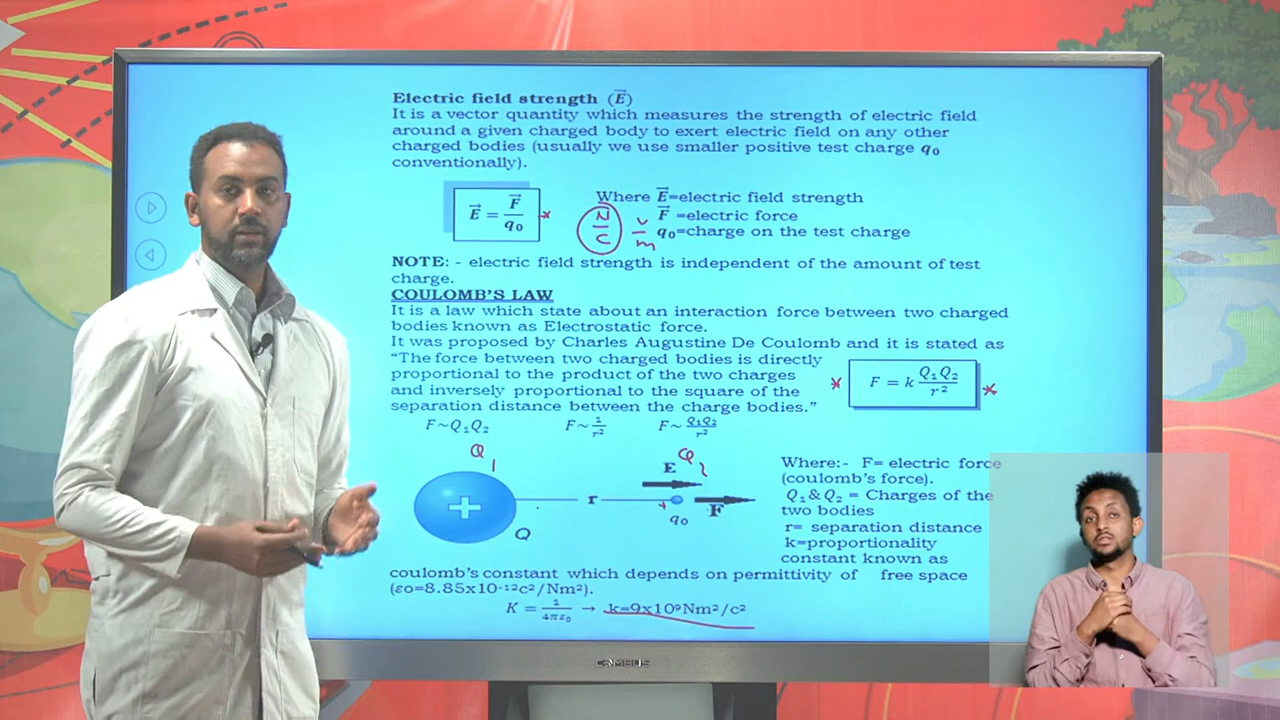 Electric field strength (E⃗)
It is a vector quantity which measures the strength of electric field
around a given charged body to exert electric field on any other
charged bodies (usually we use smaller positive test charge q₀
conventionally).
E⃗ = F⃗/q₀
Where E⃗=electric field strength
F⃗ =electric force
q₀=charge on the test charge
N/C
v/m
NOTE: - electric field strength is independent of the amount of test
charge.
COULOMB'S LAW
It is a law which state about an interaction force between two charged
bodies known as Electrostatic force.
It was proposed by Charles Augustine De Coulomb and it is stated as
"The force between two charged bodies is directly
proportional to the product of the two charges
and inversely proportional to the square of the
separation distance between the charge bodies."
F = k Q₁Q₂/r²
F~Q₁Q₂ F~1/r² F~Q₁Q₂/r²
Q₁
Q₂
E
+
r
+
F
q₀
Q
Where:- F= electric force
(coulomb's force).
Q₁&Q₂ = Charges of the
two bodies
r= separation distance
k=proportionality
constant known as
coulomb's constant which depends on permittivity of free space
(εo=8.85x10⁻¹²c²/Nm²).
K = 1/4πε₀ → k=9x10⁹Nm²/c²
CAMBUS